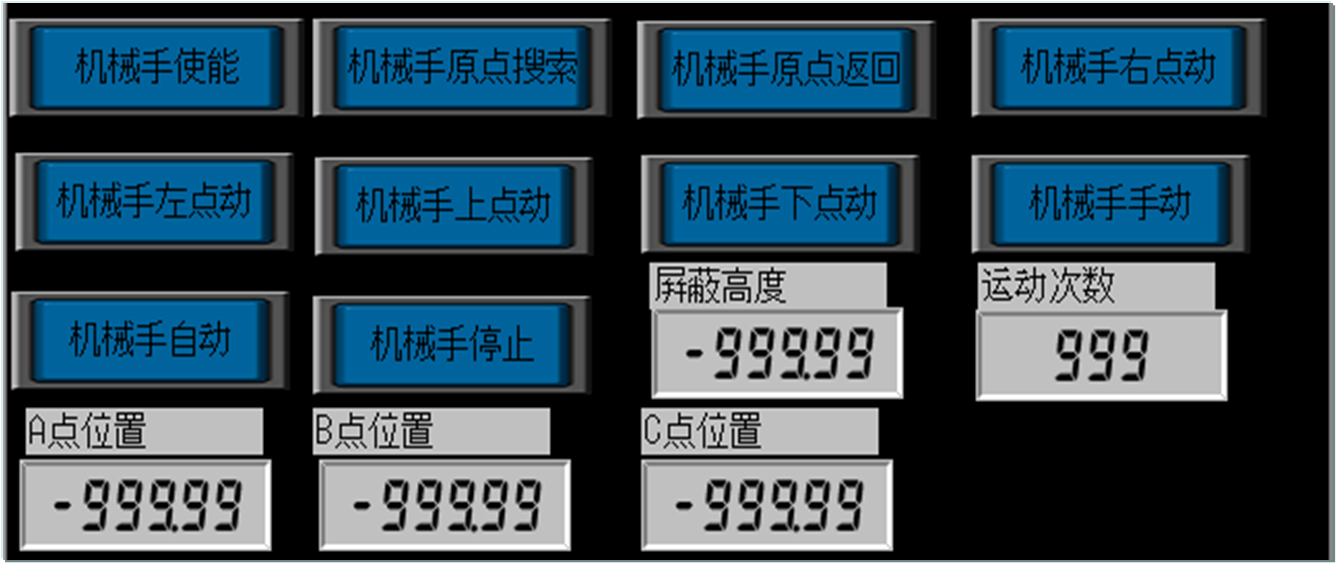 机械手使能
机械手原点搜索
机械手原点返回
机械手右点动
机械手左点动
机械手上点动
机械手下点动
机械手手动
机械手自动
机械手停止
屏蔽高度
-999.99
运动次数
999
A点位置
-999.99
B点位置
-999.99
C点位置
-999.99